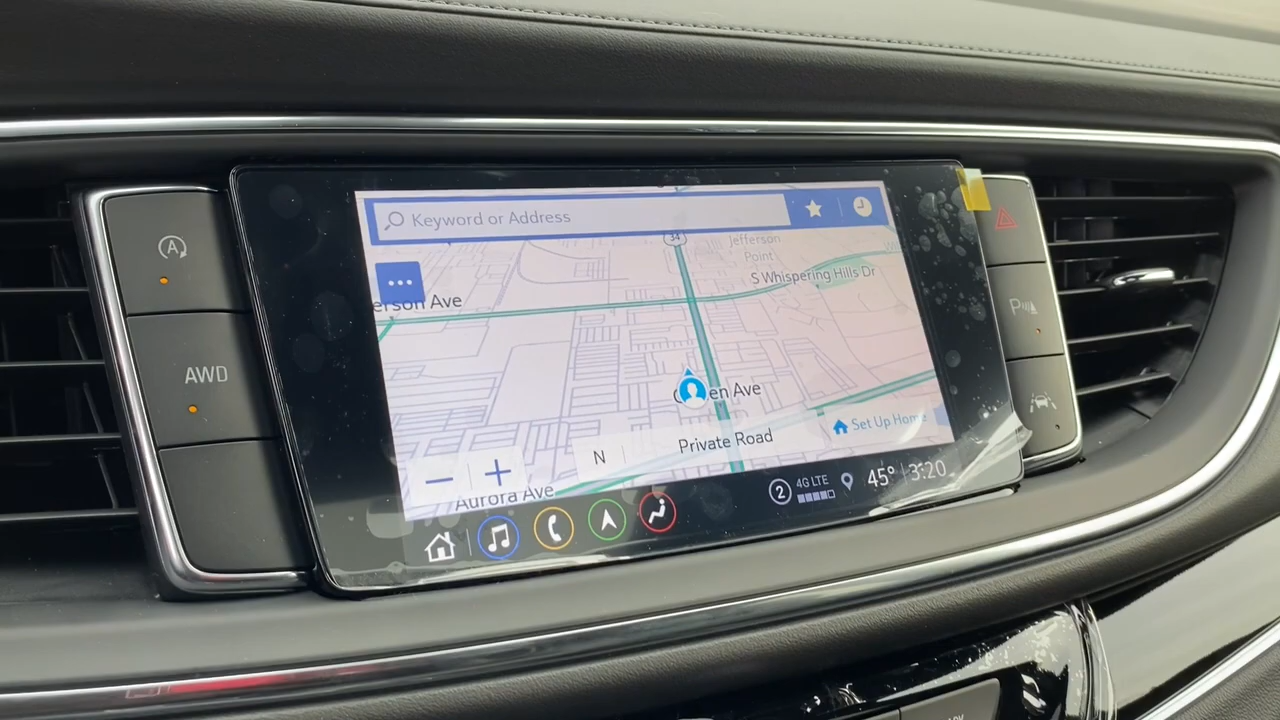 Keyword or Address
34
Jefferson
Point
S Whispering Hills Dr
erson Ave
en Ave
Private Road
Set Up Home
N
Aurora Ave
A
AWD
P
2
4G LTE
45°
3:20